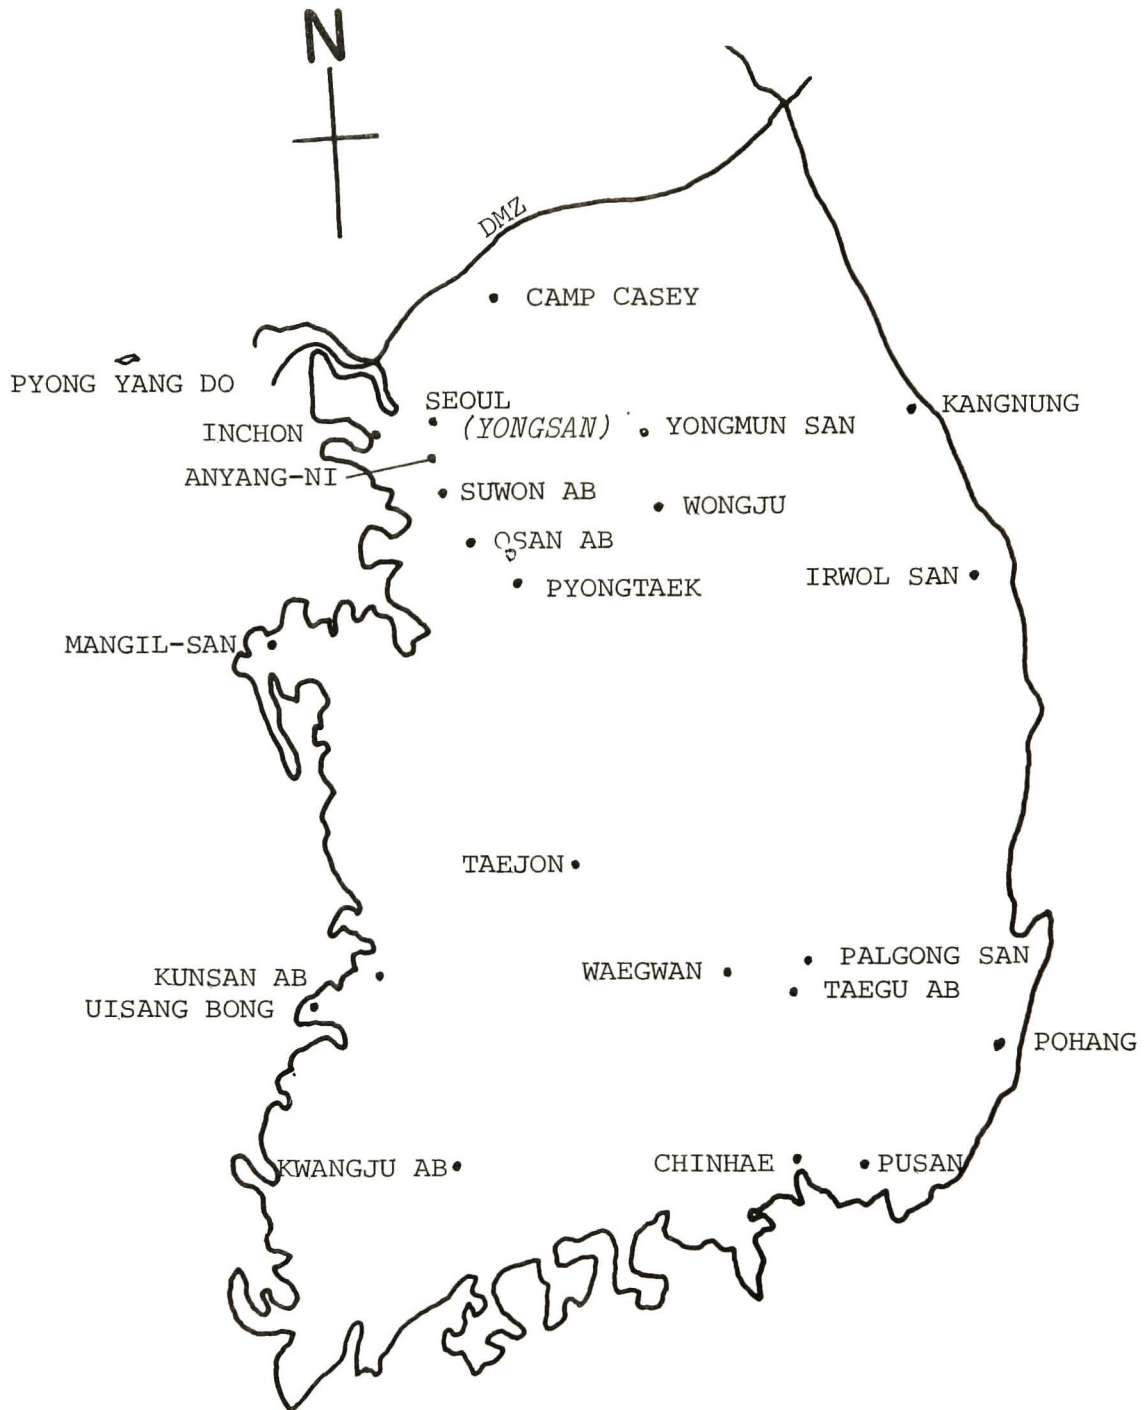 N
DMZ
CAMP CASEY
PYONG YANG DO
SEOUL
(YONGSAN)
KANGNUNG
INCHON
YONGMUN SAN
ANYANG-NI
SUWON AB
WONGJU
OSAN AB
IRWOL SAN
PYONGTAEK
MANGIL-SAN
TAEJON
PALGONG SAN
WAEGWAN
KUNSAN AB
TAEGU AB
UISANG BONG
POHANG
KWANGJU AB
CHINHAE
PUSAN